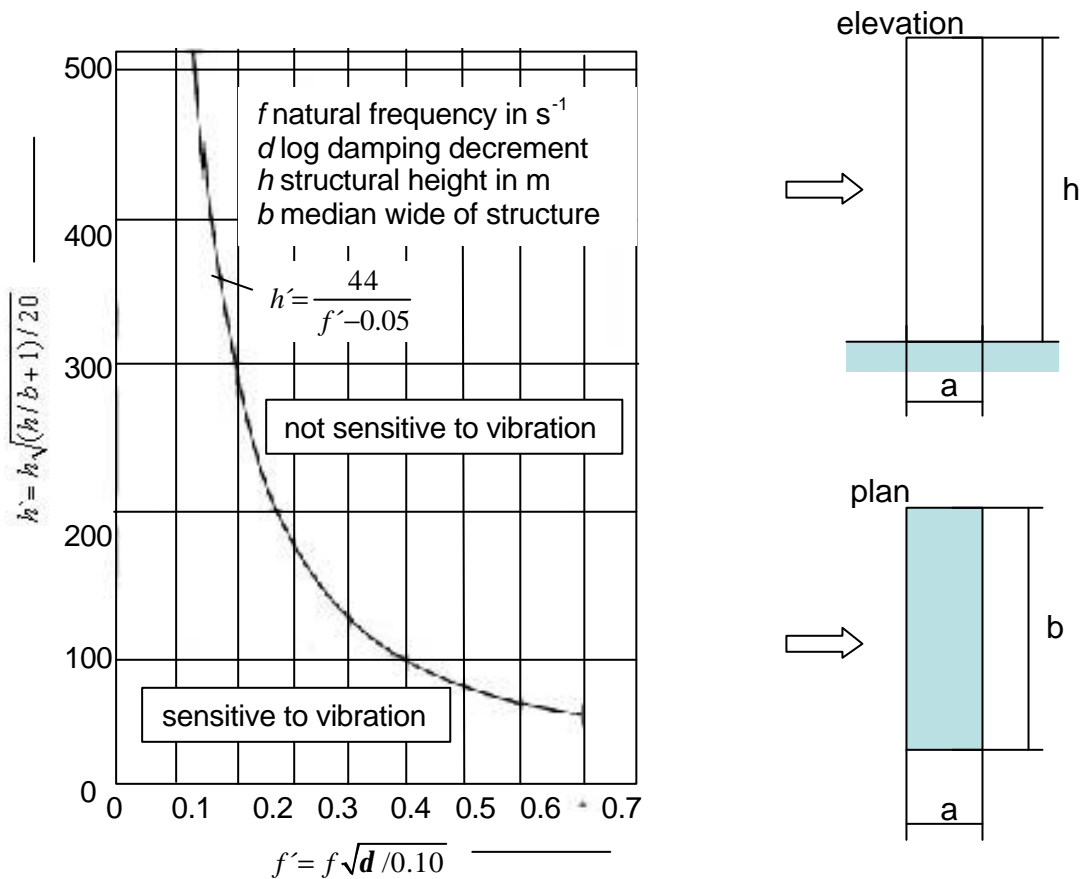 elevation
500
400
300
200
100
0
h`= h√(h/b+1)/20
f natural frequency in s⁻¹
d log damping decrement
h structural height in m
b median wide of structure
h´= 44 / f´−0.05
not sensitive to vibration
sensitive to vibration
0 0.1 0.2 0.3 0.4 0.5 0.6 0.7
f´= f√d /0.10
h
a
plan
b
a